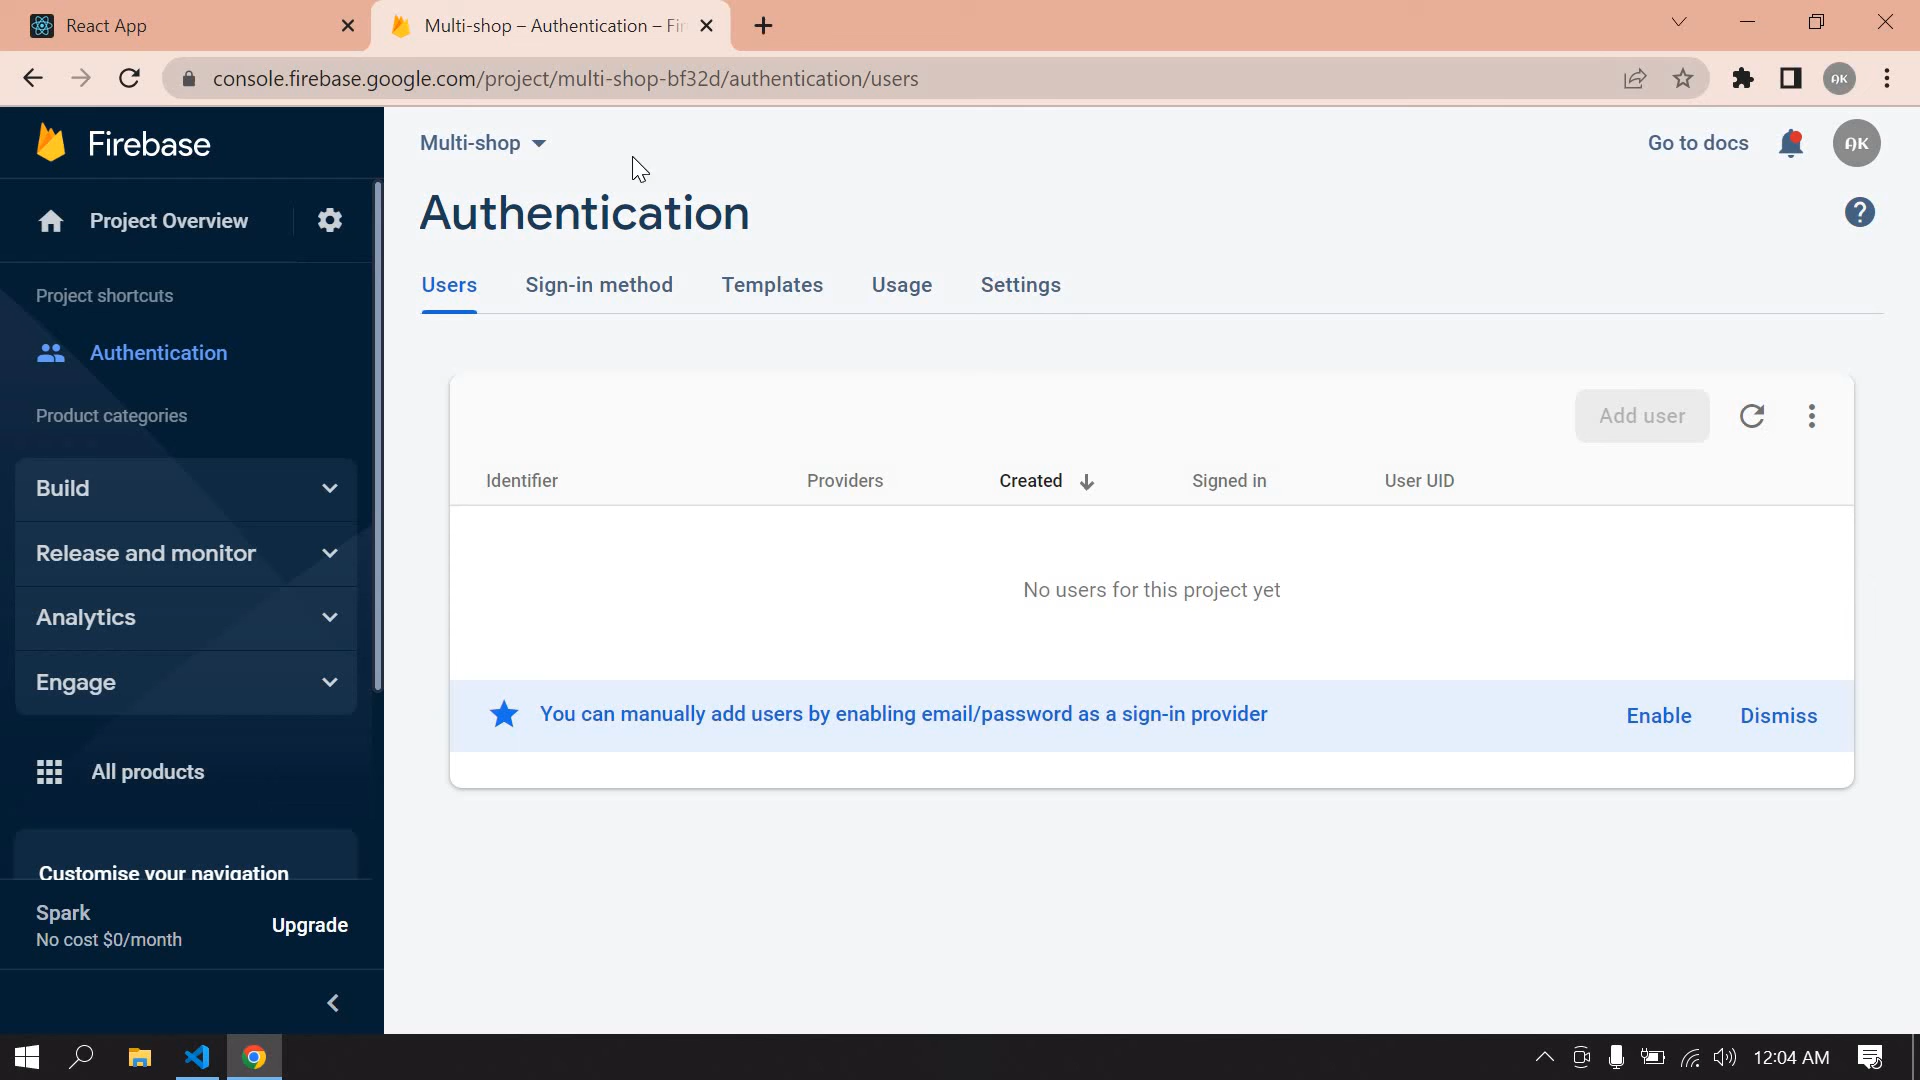 React App
Multi-shop – Authentication – Fir
console.firebase.google.com/project/multi-shop-bf32d/authentication/users
AK
Firebase
Multi-shop
Go to docs
AK
Project Overview
Authentication
Users
Sign-in method
Templates
Usage
Settings
Project shortcuts
Authentication
Product categories
Build
Release and monitor
Analytics
Engage
All products
Customise your navigation
Spark
No cost $0/month
Upgrade
Add user
Identifier
Providers
Created
Signed in
User UID
No users for this project yet
You can manually add users by enabling email/password as a sign-in provider
Enable
Dismiss
12:04 AM